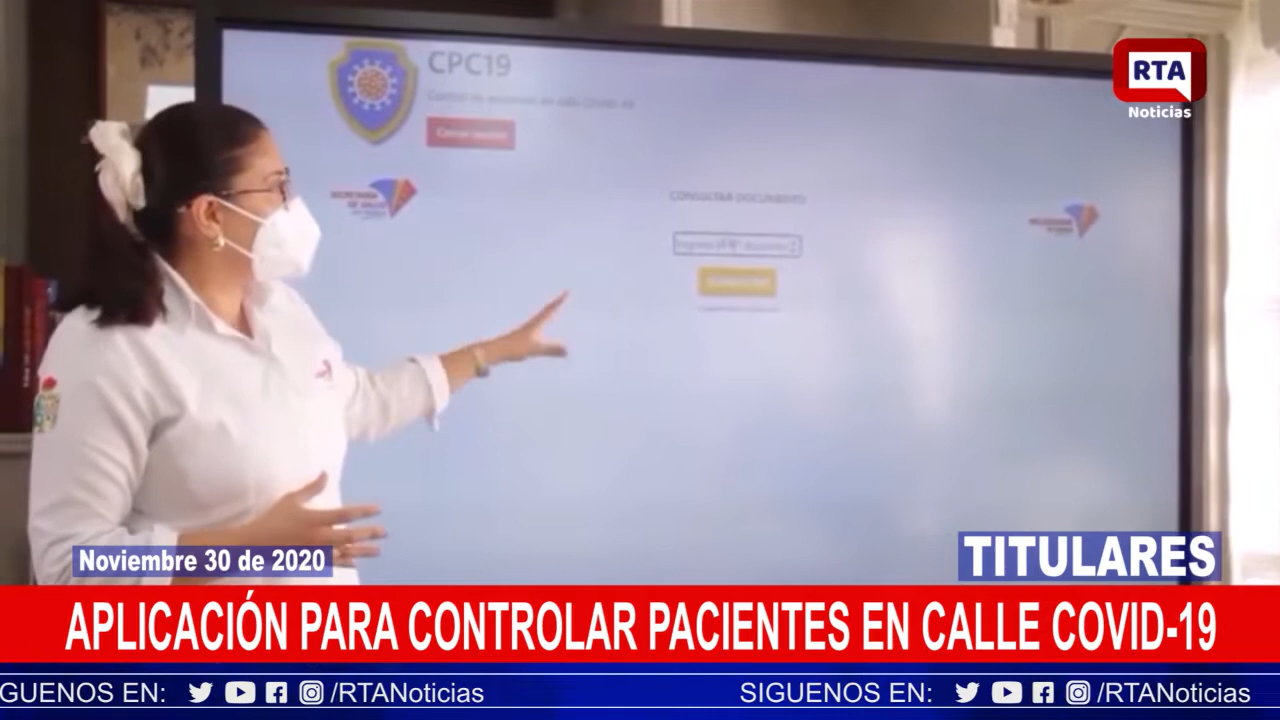 CPC19
RTA
Noticias
CONSULTAR DOCUMENTO
Noviembre 30 de 2020
TITULARES
APLICACIÓN PARA CONTROLAR PACIENTES EN CALLE COVID-19
GUENOS EN: /RTANoticias SIGUENOS EN: /RTANoticias